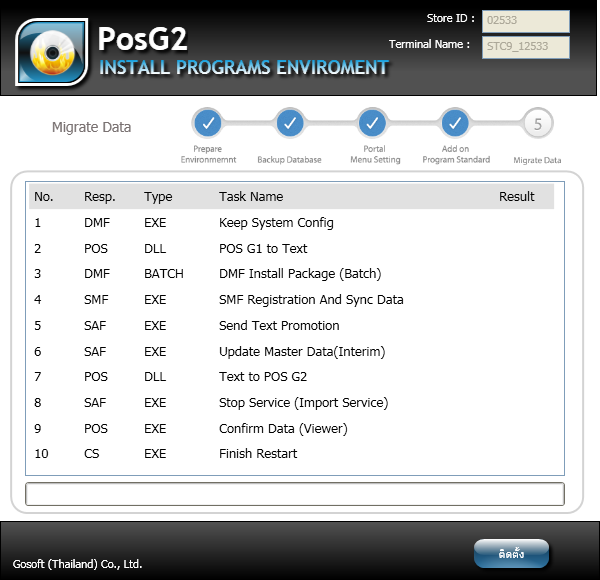 PosG2
INSTALL PROGRAMS ENVIROMENT
Store ID : 02533
Terminal Name : STC9_12533
Migrate Data
Prepare
Environmemnt
Backup Database
Portal
Menu Setting
Add on
Program Standard
5
Migrate Data
No. Resp. Type Task Name Result
1 DMF EXE Keep System Config
2 POS DLL POS G1 to Text
3 DMF BATCH DMF Install Package (Batch)
4 SMF EXE SMF Registration And Sync Data
5 SAF EXE Send Text Promotion
6 SAF EXE Update Master Data(Interim)
7 POS DLL Text to POS G2
8 SAF EXE Stop Service (Import Service)
9 POS EXE Confirm Data (Viewer)
10 CS EXE Finish Restart
ติดตั้ง
Gosoft (Thailand) Co., Ltd.